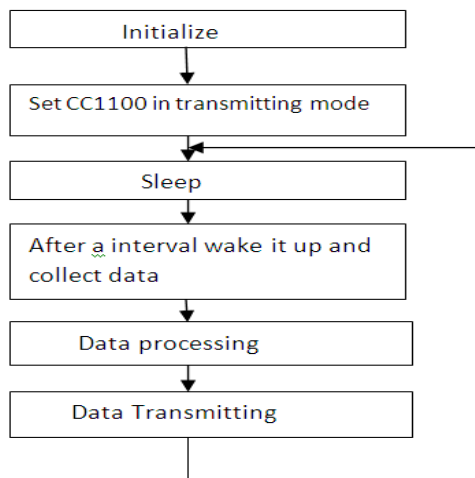 Initialize
Set CC1100 in transmitting mode
Sleep
After a interval wake it up and
collect data
Data processing
Data Transmitting